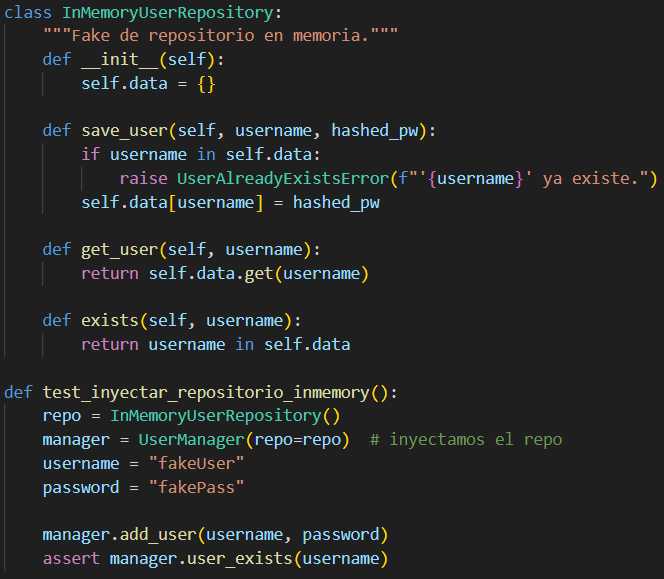 class InMemoryUserRepository:
    """Fake de repositorio en memoria."""
    def __init__(self):
        self.data = {}

    def save_user(self, username, hashed_pw):
        if username in self.data:
            raise UserAlreadyExistsError(f"'{username}' ya existe.")
        self.data[username] = hashed_pw

    def get_user(self, username):
        return self.data.get(username)

    def exists(self, username):
        return username in self.data

def test_inyectar_repositorio_inmemory():
    repo = InMemoryUserRepository()
    manager = UserManager(repo=repo)  # inyectamos el repo
    username = "fakeUser"
    password = "fakePass"

    manager.add_user(username, password)
    assert manager.user_exists(username)